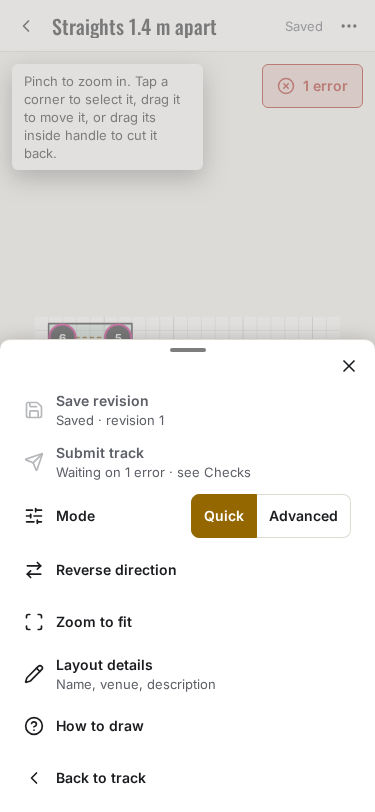 Straights 1.4 m apart
Saved
Pinch to zoom in. Tap a
corner to select it, drag it
to move it, or drag its
inside handle to cut it
back.
1 error
6
5
Save revision
Saved · revision 1
Submit track
Waiting on 1 error · see Checks
Mode
Quick
Advanced
Reverse direction
Zoom to fit
Layout details
Name, venue, description
How to draw
Back to track